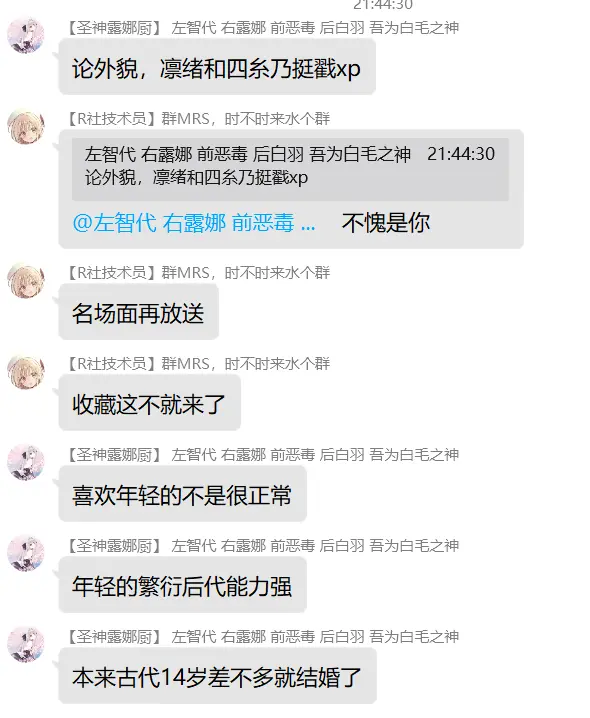 21:44:30
【圣神露娜厨】 左智代 右露娜 前恶毒 后白羽 吾为白毛之神
论外貌，凛绪和四糸乃挺戳xp
【R社技术员】群MRS，时不时来水个群
左智代 右露娜 前恶毒 后白羽 吾为白毛之神 21:44:30
论外貌，凛绪和四糸乃挺戳xp
@左智代 右露娜 前恶毒 ... 不愧是你
【R社技术员】群MRS，时不时来水个群
名场面再放送
【R社技术员】群MRS，时不时来水个群
收藏这不就来了
【圣神露娜厨】 左智代 右露娜 前恶毒 后白羽 吾为白毛之神
喜欢年轻的不是很正常
【圣神露娜厨】 左智代 右露娜 前恶毒 后白羽 吾为白毛之神
年轻的繁衍后代能力强
【圣神露娜厨】 左智代 右露娜 前恶毒 后白羽 吾为白毛之神
本来古代14岁差不多就结婚了